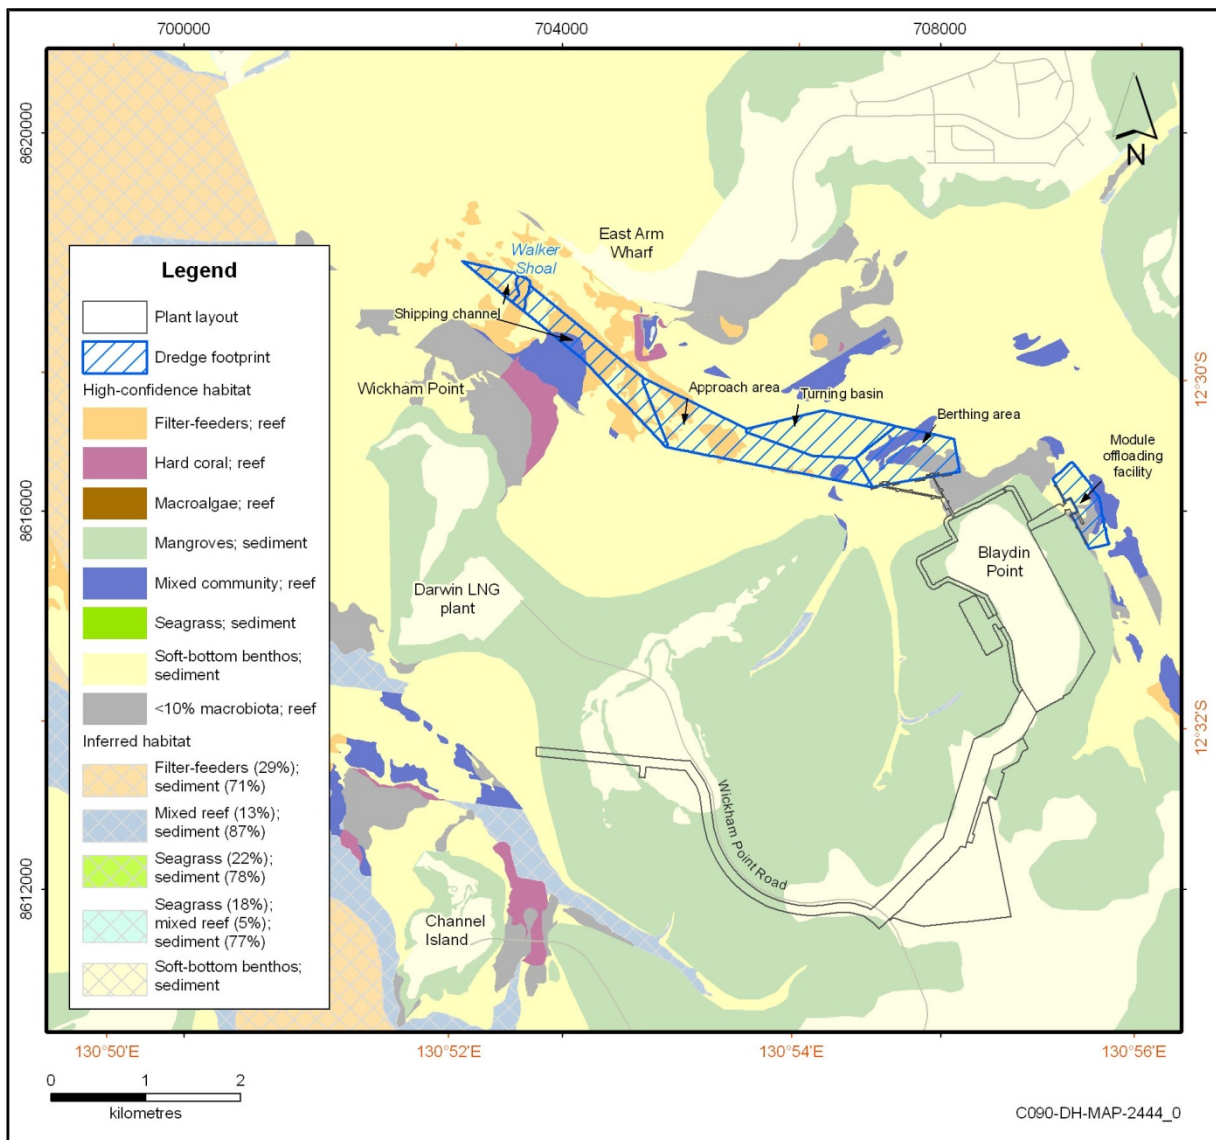 700000
704000
708000
8620000
8616000
8612000
12°30'S
12°32'S
N
East Arm
Wharf
Walker
Shoal
Shipping channel
Wickham Point
Approach area
Turning basin
Berthing area
Module
offloading
facility
Blaydin
Point
Darwin LNG
plant
Wickham Point Road
Channel
Island
Legend
Plant layout
Dredge footprint
High-confidence habitat
Filter-feeders; reef
Hard coral; reef
Macroalgae; reef
Mangroves; sediment
Mixed community; reef
Seagrass; sediment
Soft-bottom benthos;
sediment
<10% macrobiota; reef
Inferred habitat
Filter-feeders (29%);
sediment (71%)
Mixed reef (13%);
sediment (87%)
Seagrass (22%);
sediment (78%)
Seagrass (18%);
mixed reef (5%);
sediment (77%)
Soft-bottom benthos;
sediment
130°50'E
130°52'E
130°54'E
130°56'E
0 1 2
kilometres
C090-DH-MAP-2444_0